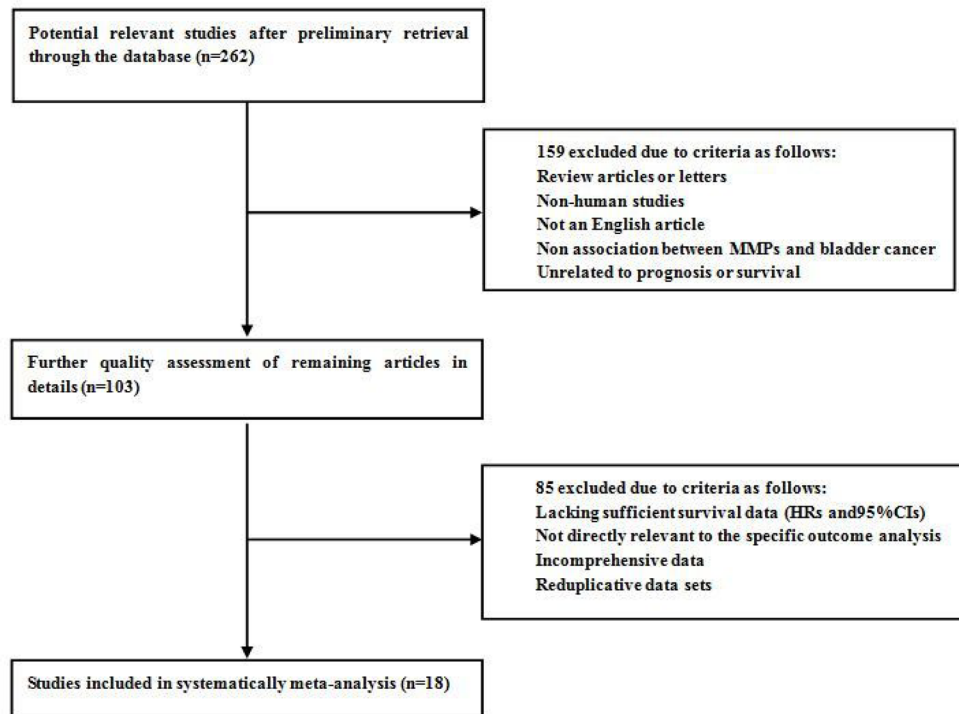 Potential relevant studies after preliminary retrieval
through the database (n=262)
159 excluded due to criteria as follows:
Review articles or letters
Non-human studies
Not an English article
Non association between MMPs and bladder cancer
Unrelated to prognosis or survival
Further quality assessment of remaining articles in
details (n=103)
85 excluded due to criteria as follows:
Lacking sufficient survival data (HRs and95%CIs)
Not directly relevant to the specific outcome analysis
Incomprehensive data
Reduplicative data sets
Studies included in systematically meta-analysis (n=18)